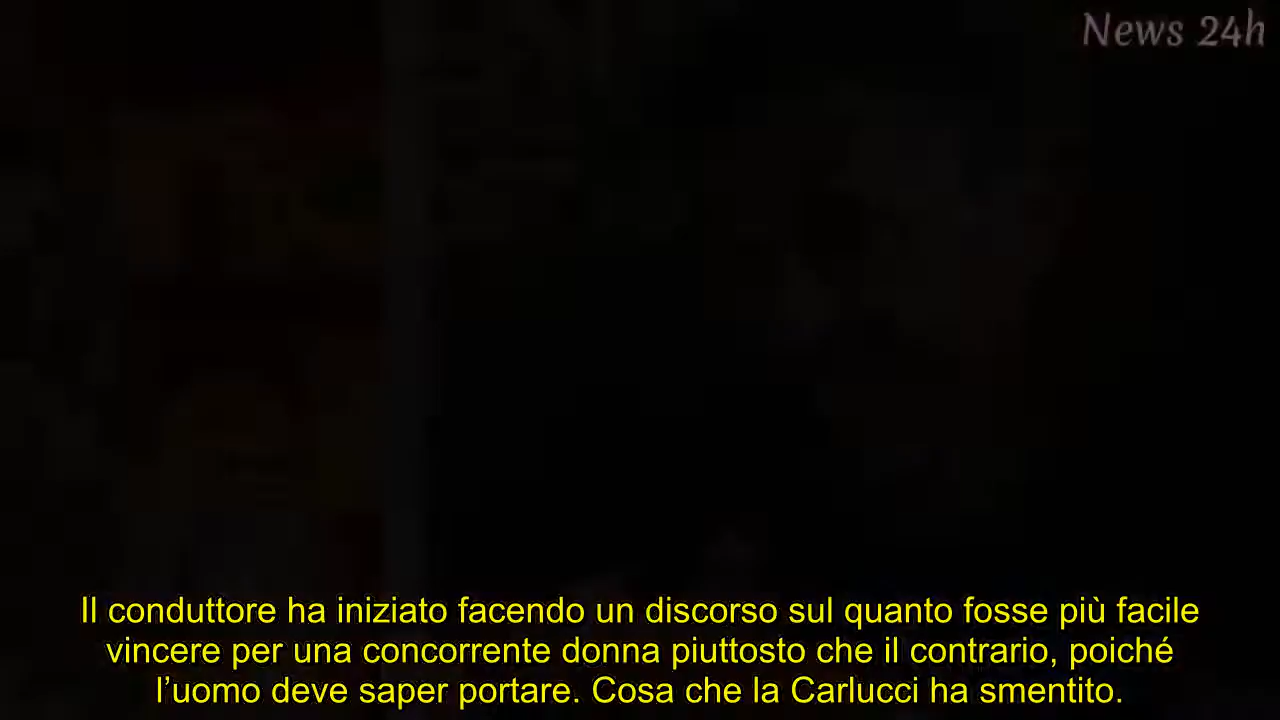 News 24h
Il conduttore ha iniziato facendo un discorso sul quanto fosse più facile
vincere per una concorrente donna piuttosto che il contrario, poiché
l’uomo deve saper portare. Cosa che la Carlucci ha smentito.